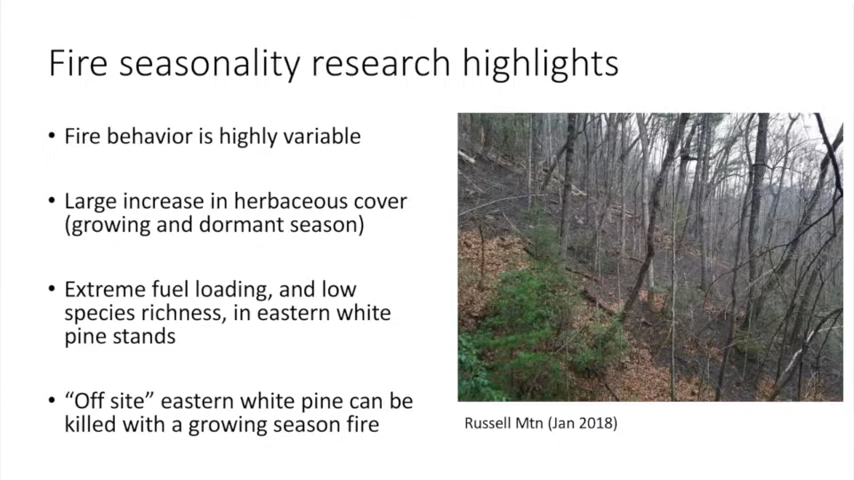 Fire seasonality research highlights
• Fire behavior is highly variable
• Large increase in herbaceous cover
(growing and dormant season)
• Extreme fuel loading, and low
species richness, in eastern white
pine stands
• “Off site” eastern white pine can be
killed with a growing season fire
Russell Mtn (Jan 2018)